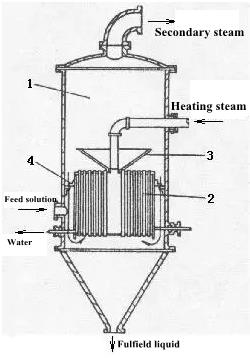 Secondary steam
1
Heating steam
3
4
2
Feed solution
Water
Fulfield liquid